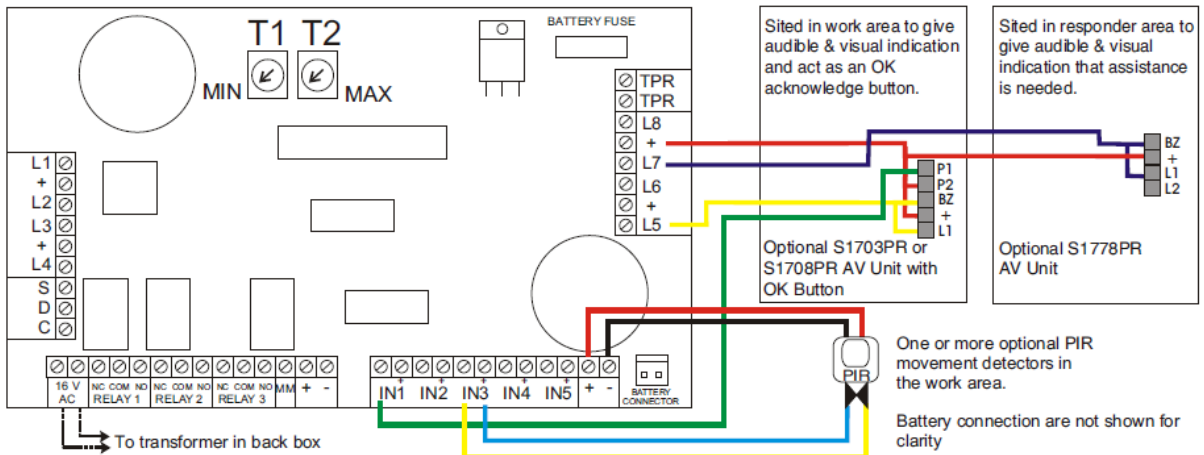 BATTERY FUSE
T1 T2
MIN
MAX
TPR
TPR
L8
+
L7
L6
+
L5
L1
+
L2
L3
+
L4
S
D
C
16 V
AC
NC COM NO
RELAY 1
NC COM NO
RELAY 2
NC COM NO
RELAY 3
MM
+
-
IN1
+
IN2
+
IN3
+
IN4
+
IN5
+
+
-
BATTERY
CONNECTOR
To transformer in back box
Sited in work area to give
audible & visual indication
and act as an OK
acknowledge button.
P1
P2
BZ
+
L1
Optional S1703PR or
S1708PR AV Unit with
OK Button
Sited in responder area to
give audible & visual
indication that assistance
is needed.
BZ
+
L1
L2
Optional S1778PR
AV Unit
PIR
One or more optional PIR
movement detectors in
the work area.
Battery connection are not shown for
clarity